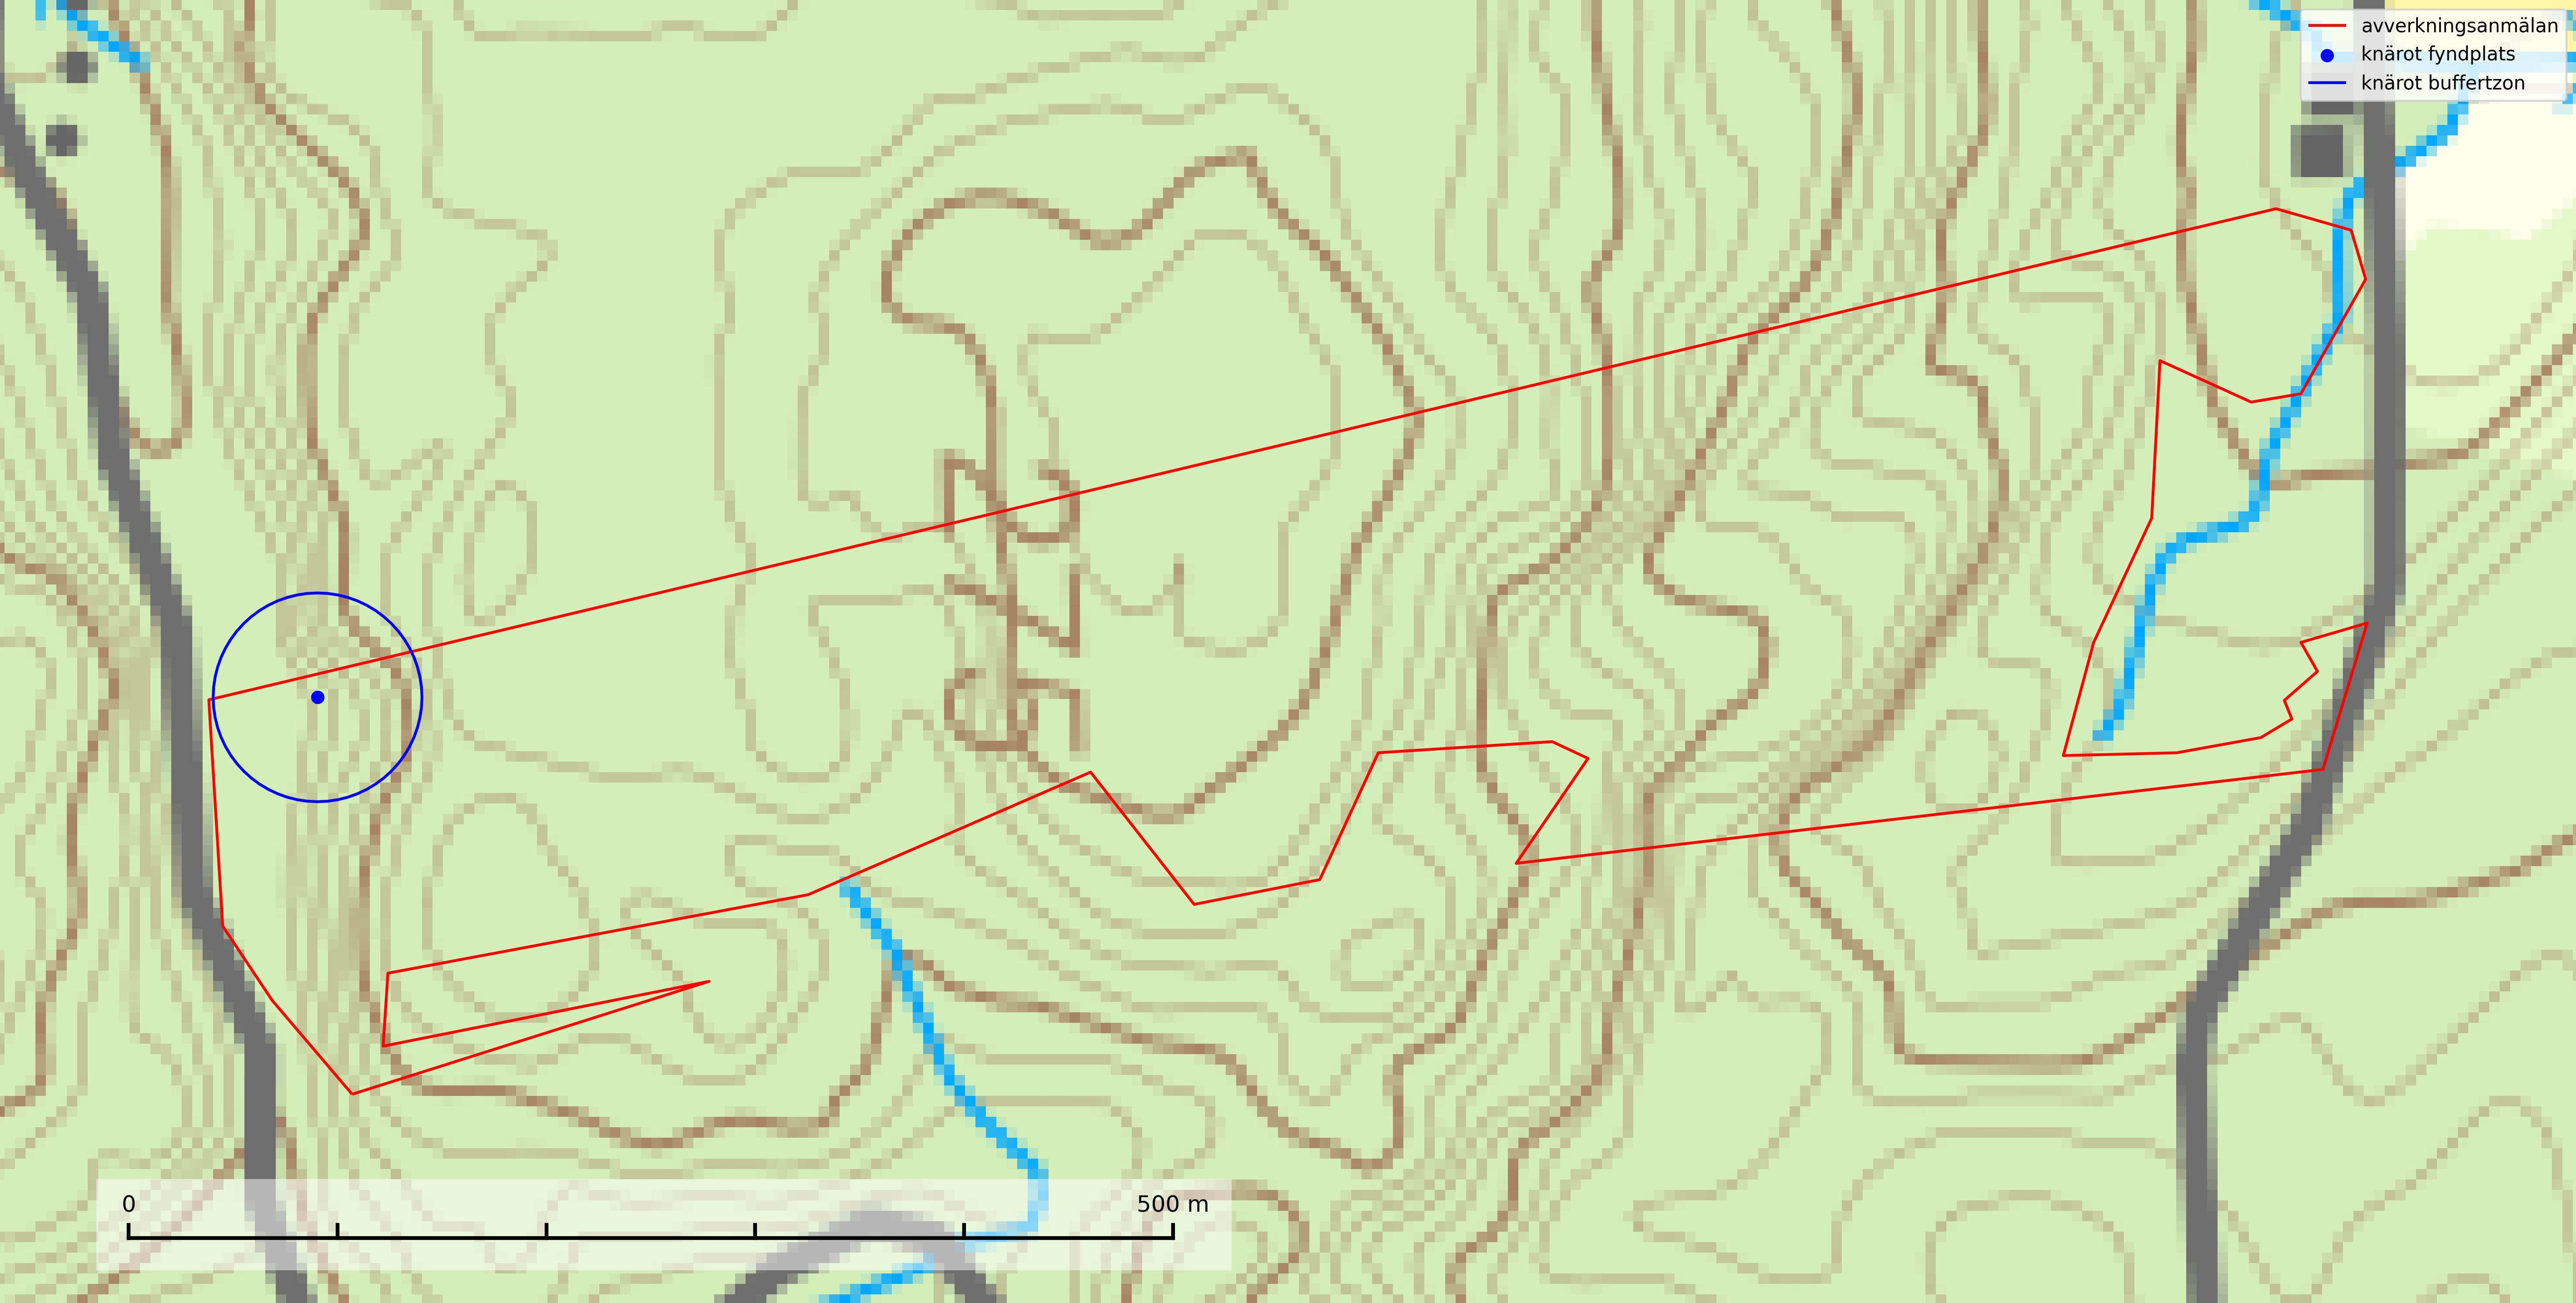 avverkningsanmälan
knärot fyndplats
knärot buffertzon
0
500 m